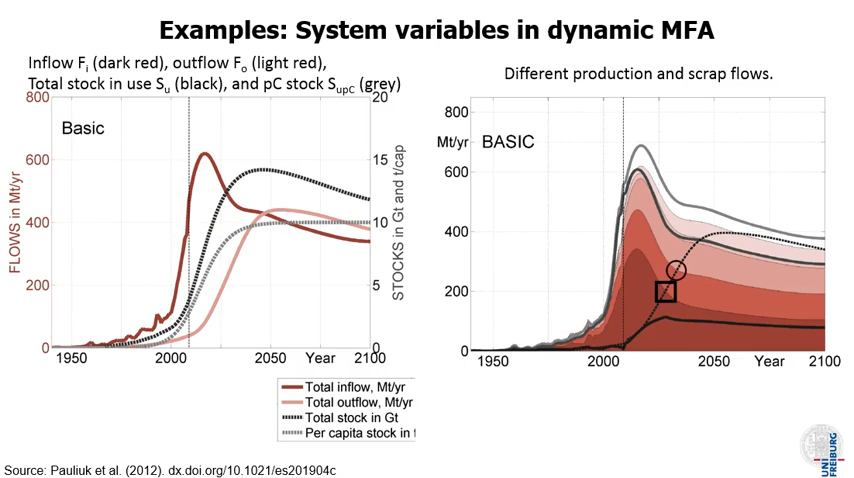 Examples: System variables in dynamic MFA
Inflow Fi (dark red), outflow Fo (light red),
Total stock in use Su (black), and pC stock SupC (grey)
Different production and scrap flows.
FLOWS in Mt/yr
800
600
400
200
0
Basic
20
15
10
5
0
STOCKS in Gt and t/cap
1950
2000
2050
Year
2100
Total inflow, Mt/yr
Total outflow, Mt/yr
Total stock in Gt
Per capita stock in t
800
Mt/yr
BASIC
600
400
200
0
1950
2000
2050
Year
2100
Source: Pauliuk et al. (2012). dx.doi.org/10.1021/es201904c
UNI
FREIBURG